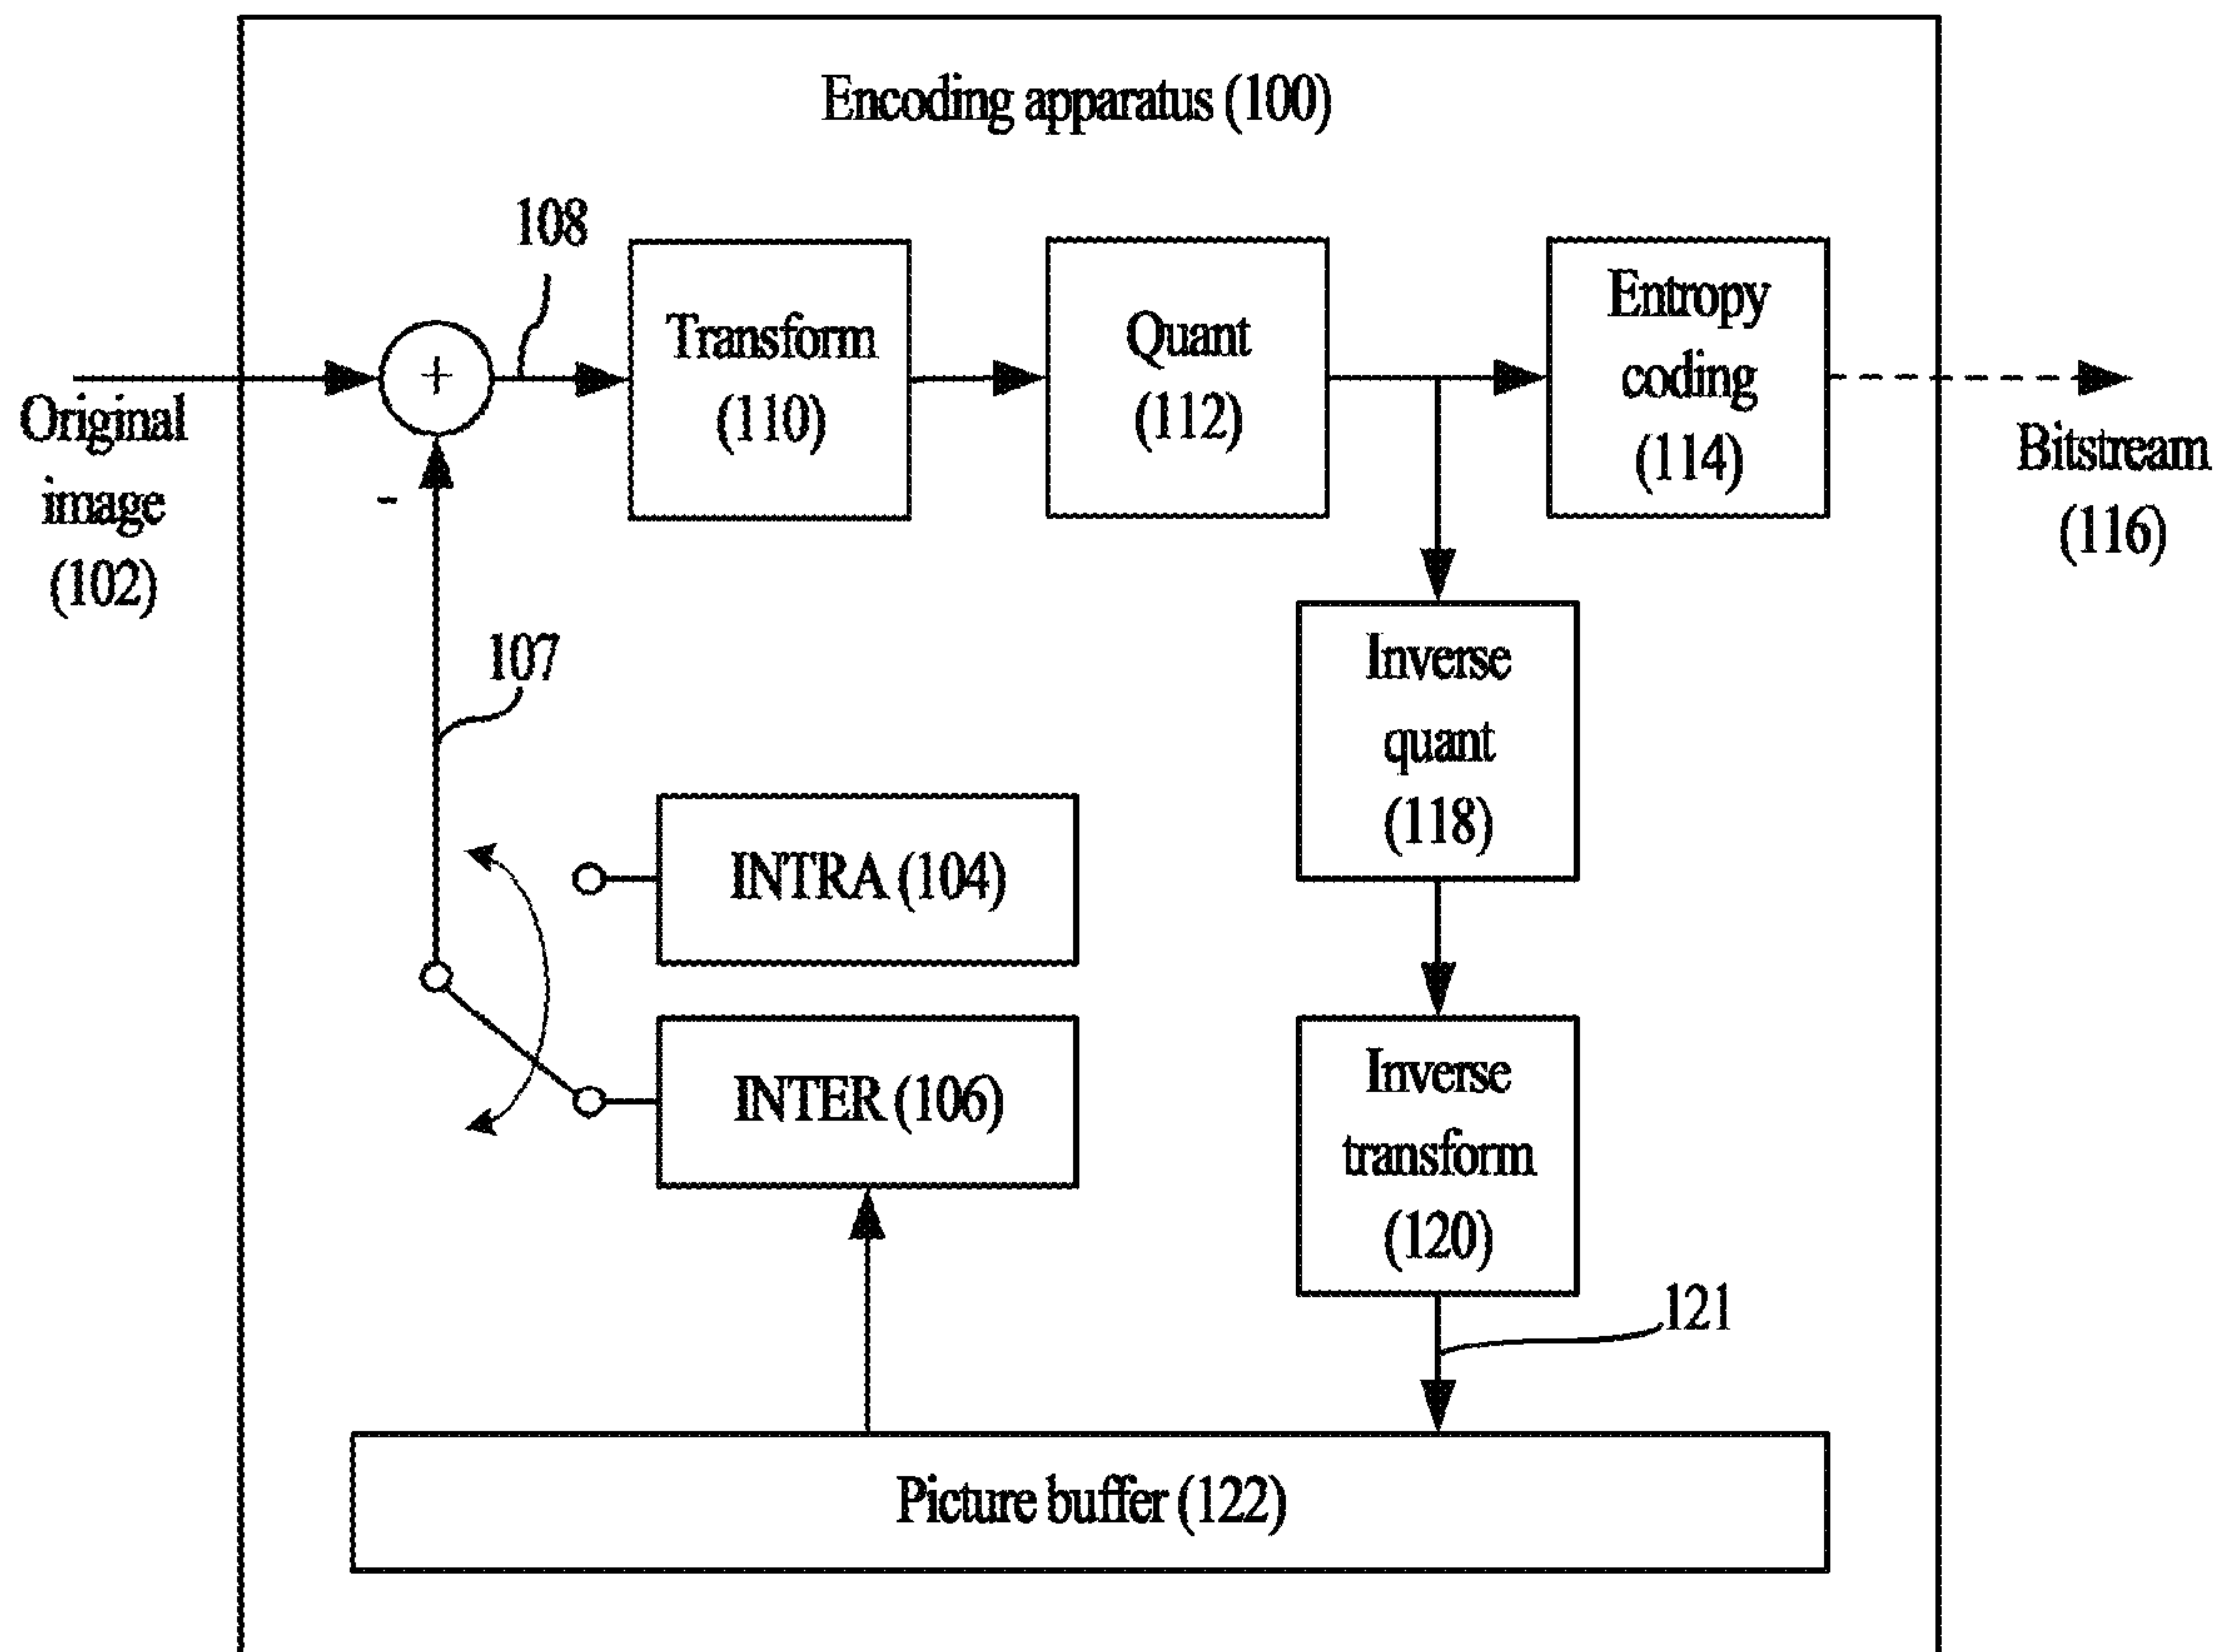 Encoding apparatus (100)
108
Transform
(110)
Quant
(112)
Entropy
coding
(114)
+
-
Original
image
(102)
Bitstream
(116)
107
Inverse
quant
(118)
INTRA (104)
INTER (106)
Inverse
transform
(120)
121
Picture buffer (122)